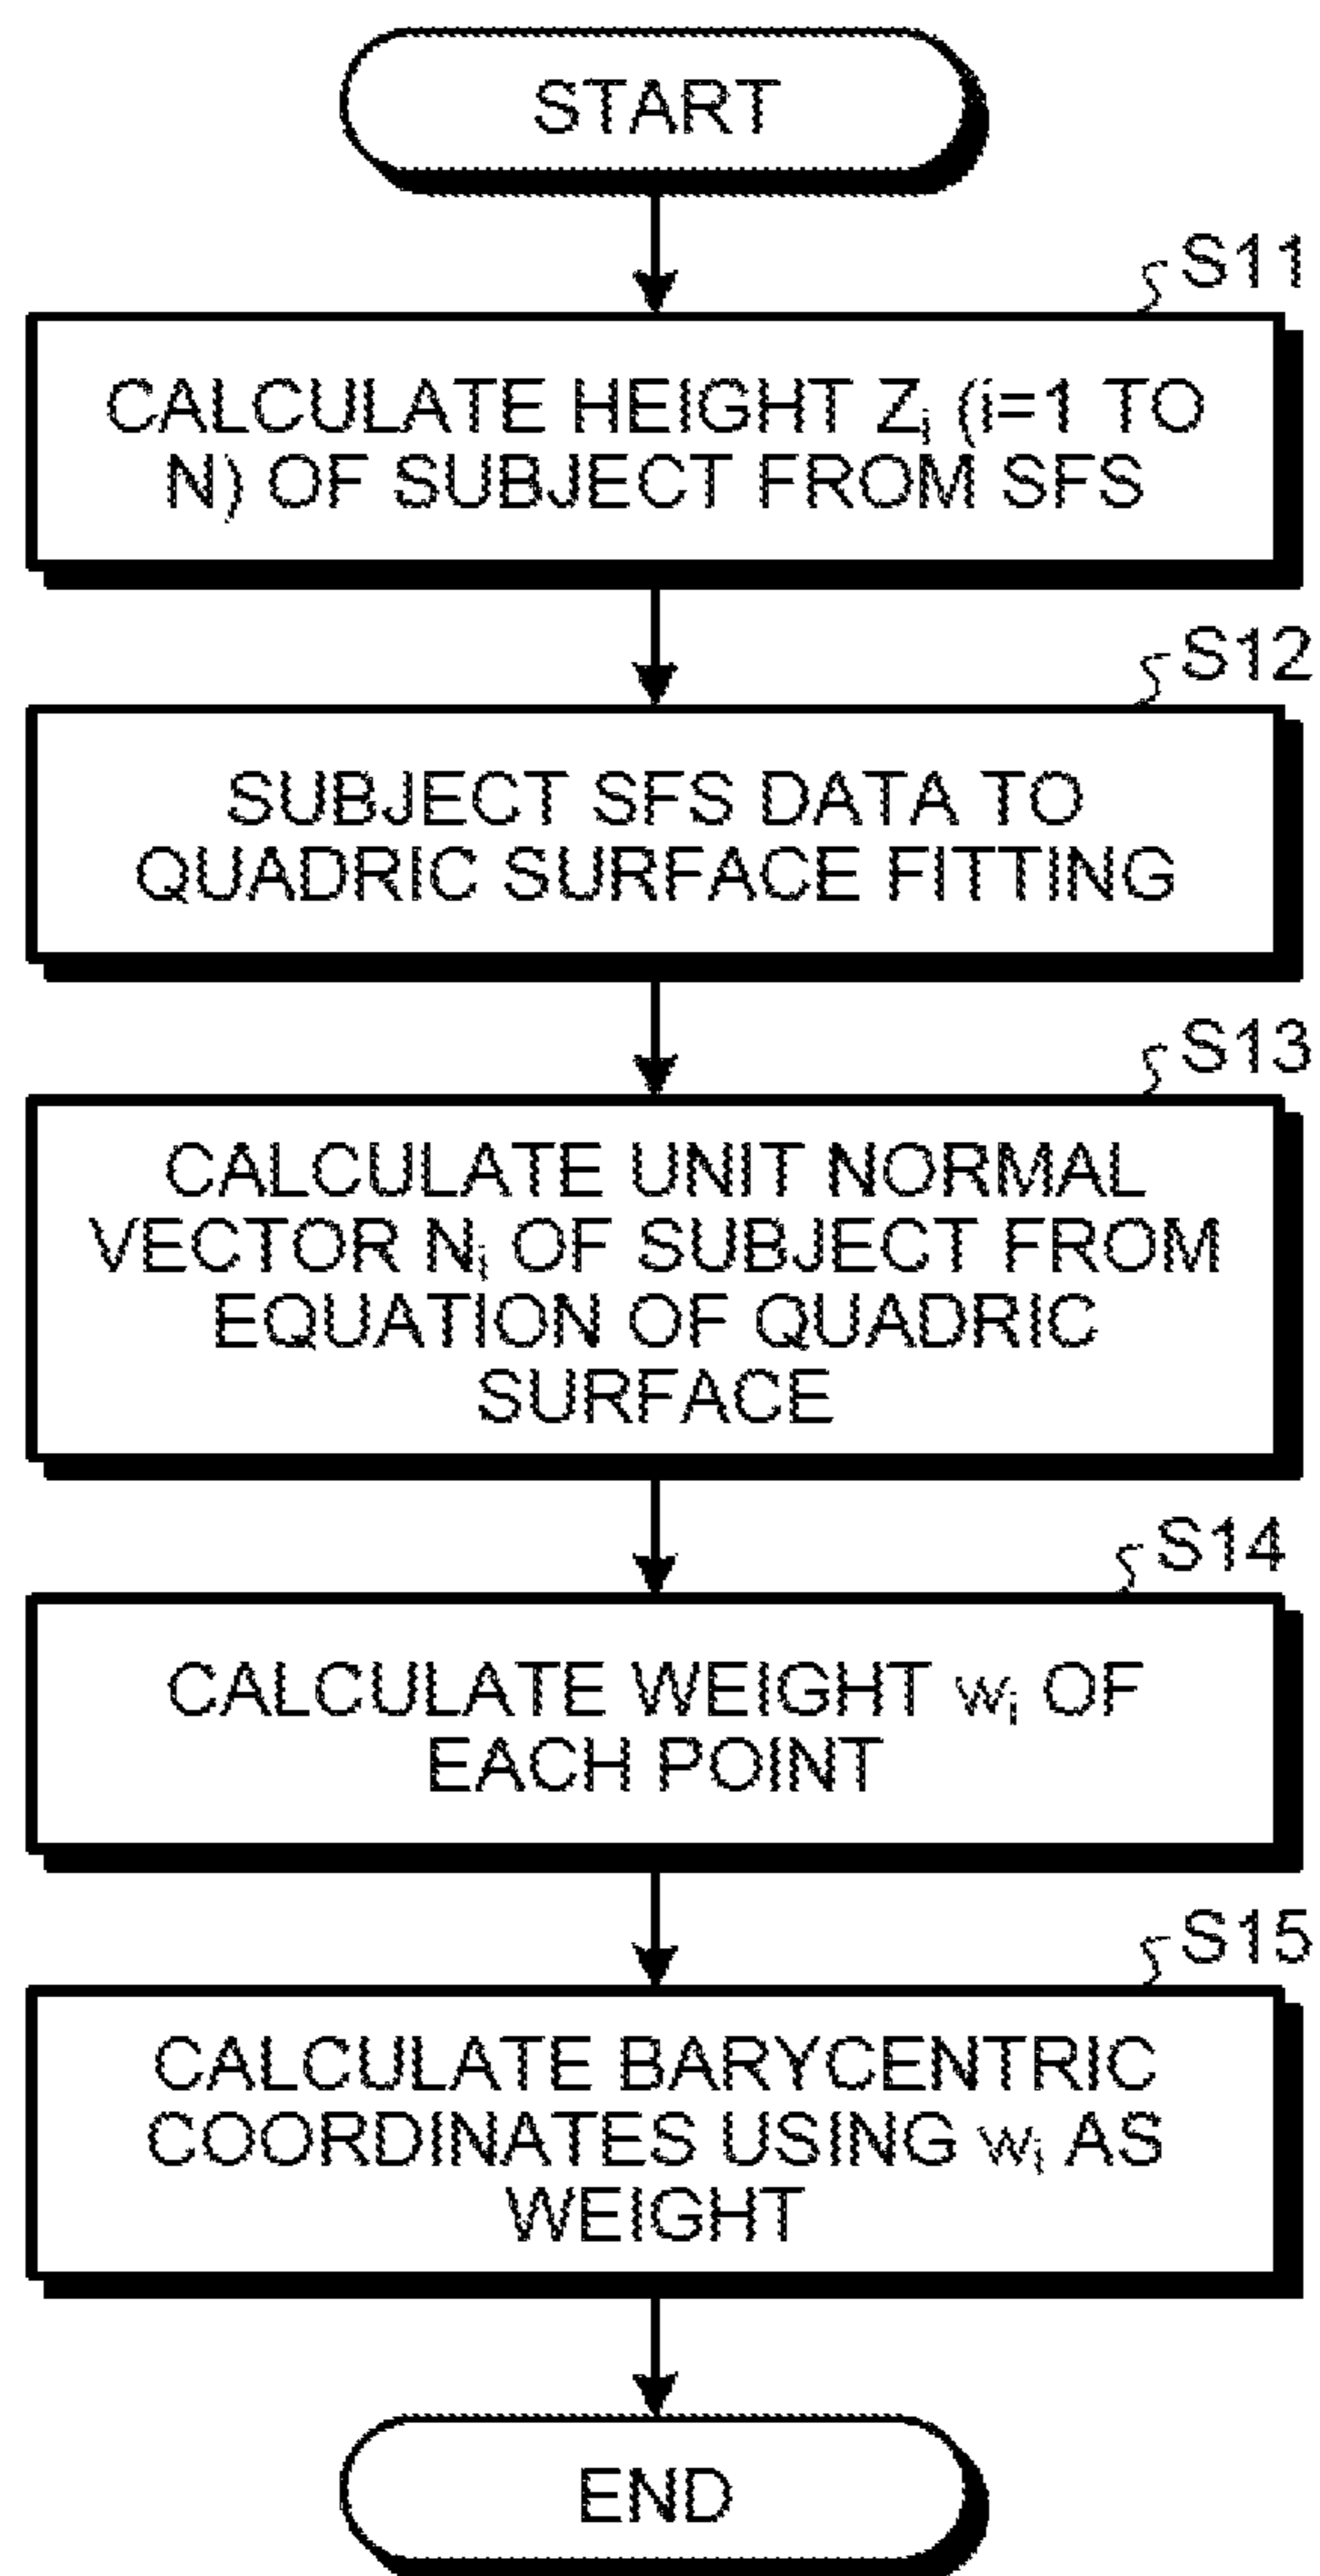 START
S11
CALCULATE HEIGHT Zi (i=1 TO
N) OF SUBJECT FROM SFS
S12
SUBJECT SFS DATA TO
QUADRIC SURFACE FITTING
S13
CALCULATE UNIT NORMAL
VECTOR Ni OF SUBJECT FROM
EQUATION OF QUADRIC
SURFACE
S14
CALCULATE WEIGHT wi OF
EACH POINT
S15
CALCULATE BARYCENTRIC
COORDINATES USING wi AS
WEIGHT
END